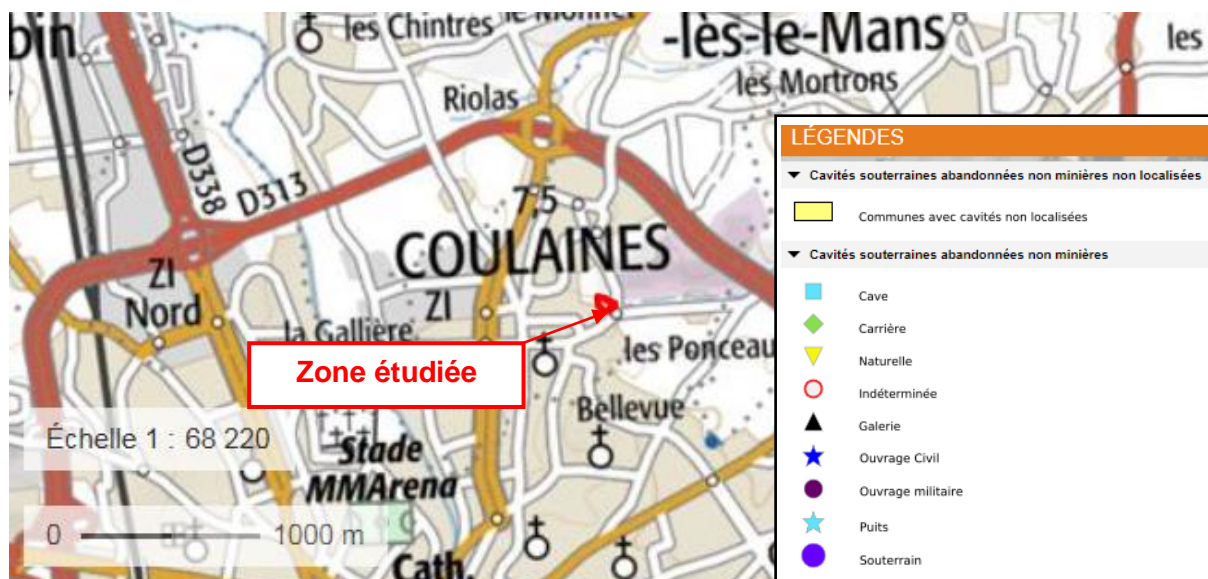 bin
les Chintres
le Monnet
-lès-le-Mans
les
les Mortrons
Riolas
D338
D313
7,5
COULAINES
ZI
Nord
ZI
la Gallière
les Ponceau
Zone étudiée
Bellevue
Échelle 1 : 68 220
Stade
MMArena
0
1000 m
Cath.
LÉGENDES
Cavités souterraines abandonnées non minières non localisées
Communes avec cavités non localisées
Cavités souterraines abandonnées non minières
Cave
Carrière
Naturelle
Indéterminée
Galerie
Ouvrage Civil
Ouvrage militaire
Puits
Souterrain